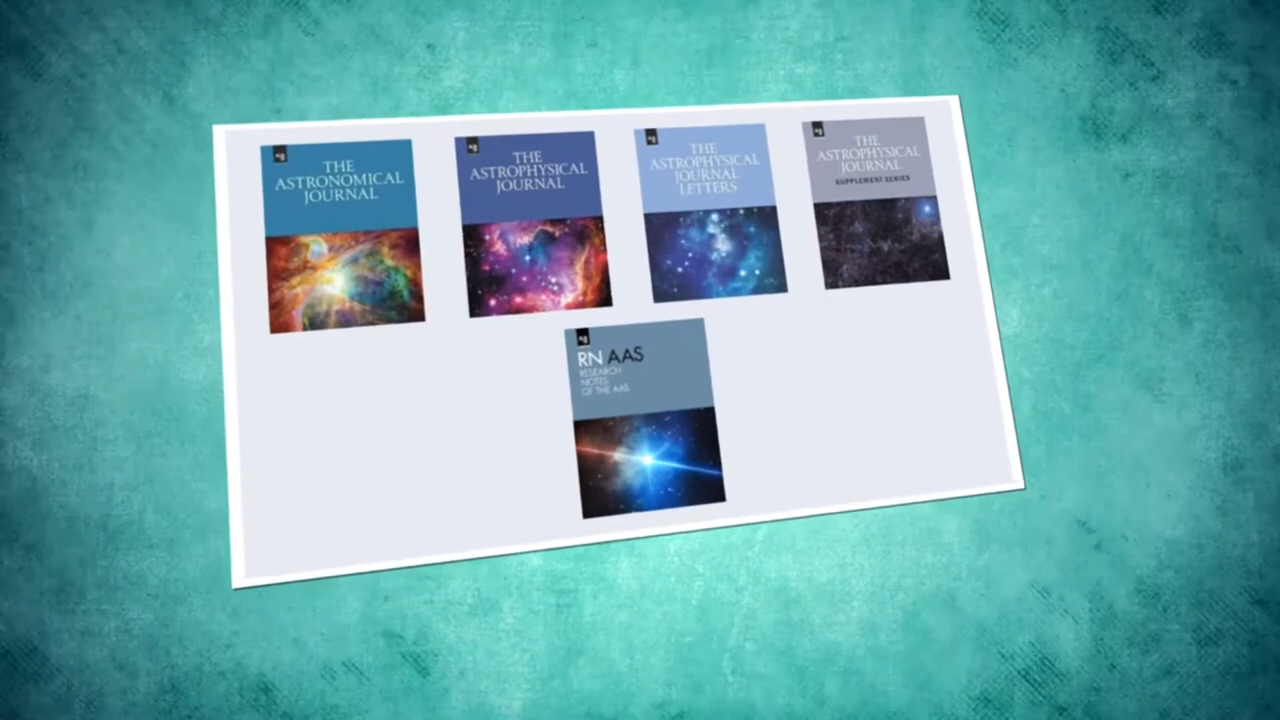 THE
ASTRONOMICAL
JOURNAL
THE
ASTROPHYSICAL
JOURNAL
THE
ASTROPHYSICAL
JOURNAL
LETTERS
THE
ASTROPHYSICAL
JOURNAL
SUPPLEMENT SERIES
RN AAS
RESEARCH
NOTES
OF THE AAS